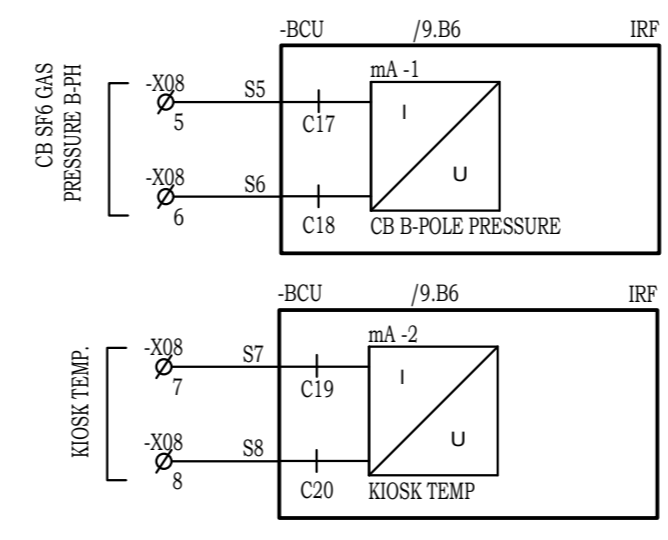 -BCU /9.B6 IRF
CB SF6 GAS
PRESSURE B-PH
-X08
5
S5
C17
mA -1
I
U
-X08
6
S6
C18
CB B-POLE PRESSURE
-BCU /9.B6 IRF
KIOSK TEMP.
-X08
7
S7
C19
mA -2
I
U
-X08
8
S8
C20
KIOSK TEMP